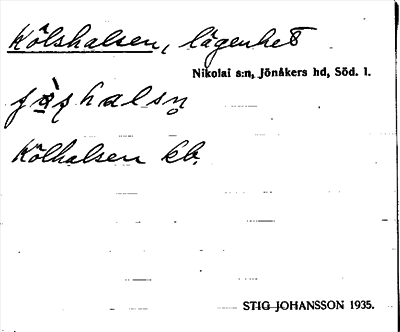 Kölshalsen, lägenhet
Nikolai s:n, Jönåkers hd, Söd. l.
Kölhalsen kb.
STIG JOHANSSON 1935.